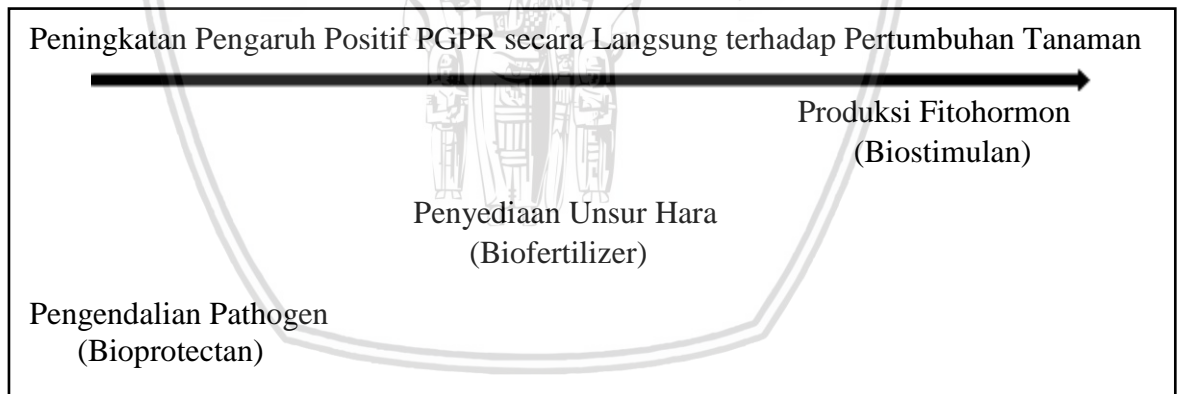 Peningkatan Pengaruh Positif PGPR secara Langsung terhadap Pertumbuhan Tanaman
Produksi Fitohormon
(Biostimulan)
Penyediaan Unsur Hara
(Biofertilizer)
Pengendalian Pathogen
(Bioprotectan)